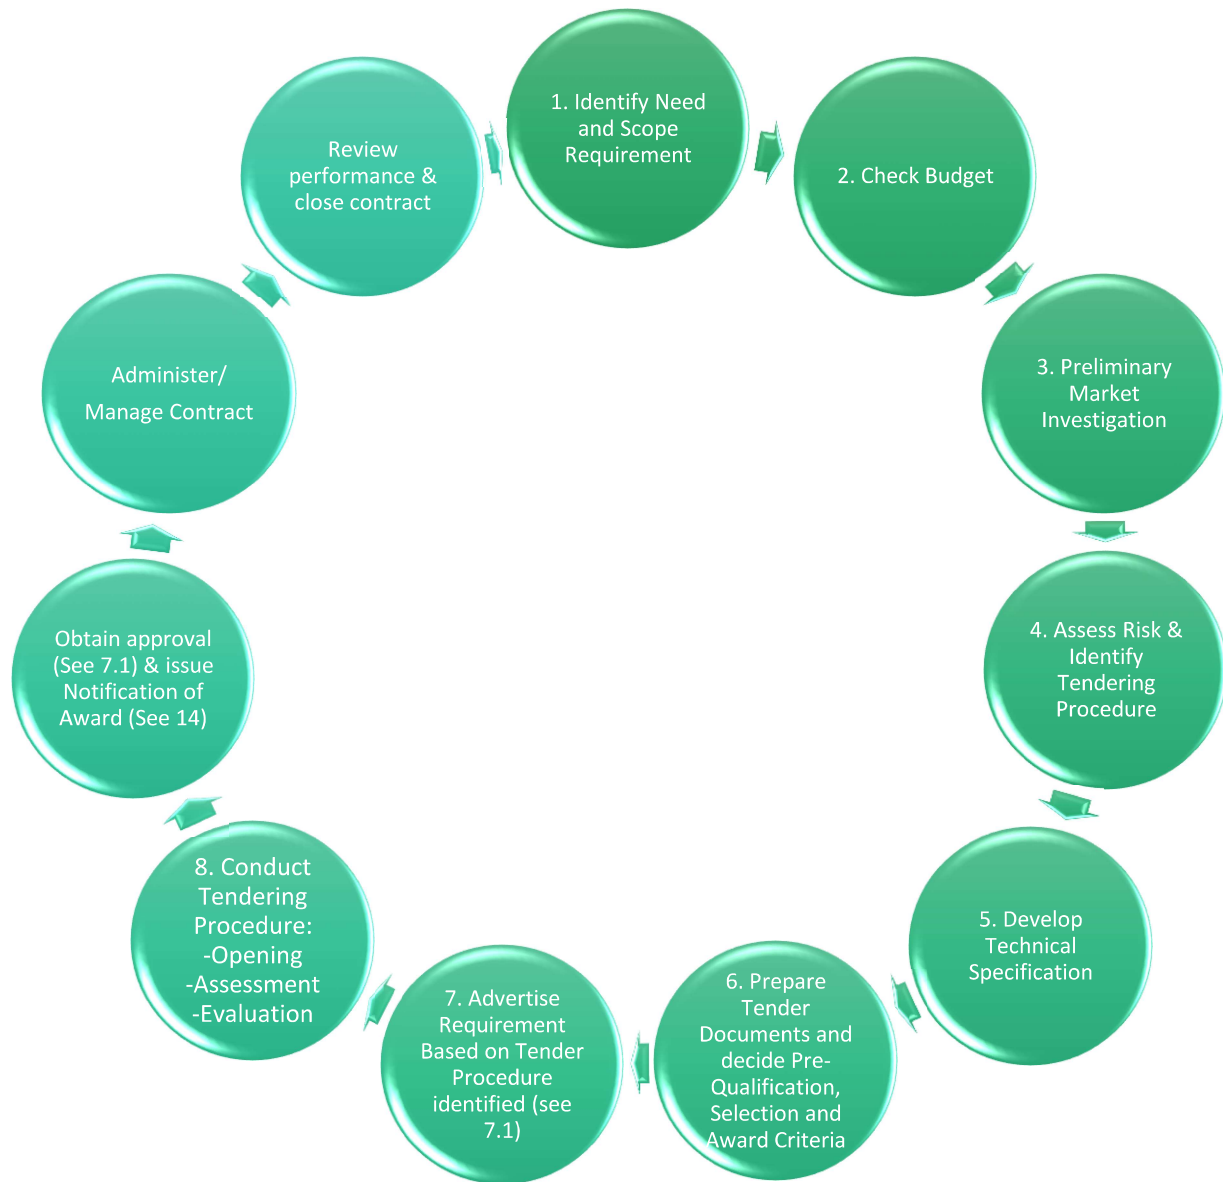 1. Identify Need
and Scope
Requirement
2. Check Budget
3. Preliminary
Market
Investigation
4. Assess Risk &
Identify
Tendering
Procedure
5. Develop
Technical
Specification
6. Prepare
Tender
Documents and
decide Pre-
Qualification,
Selection and
Award Criteria
7. Advertise
Requirement
Based on Tender
Procedure
identified (see
7.1)
8. Conduct
Tendering
Procedure:
-Opening
-Assessment
-Evaluation
Obtain approval
(See 7.1) & issue
Notification of
Award (See 14)
Administer/
Manage Contract
Review
performance &
close contract